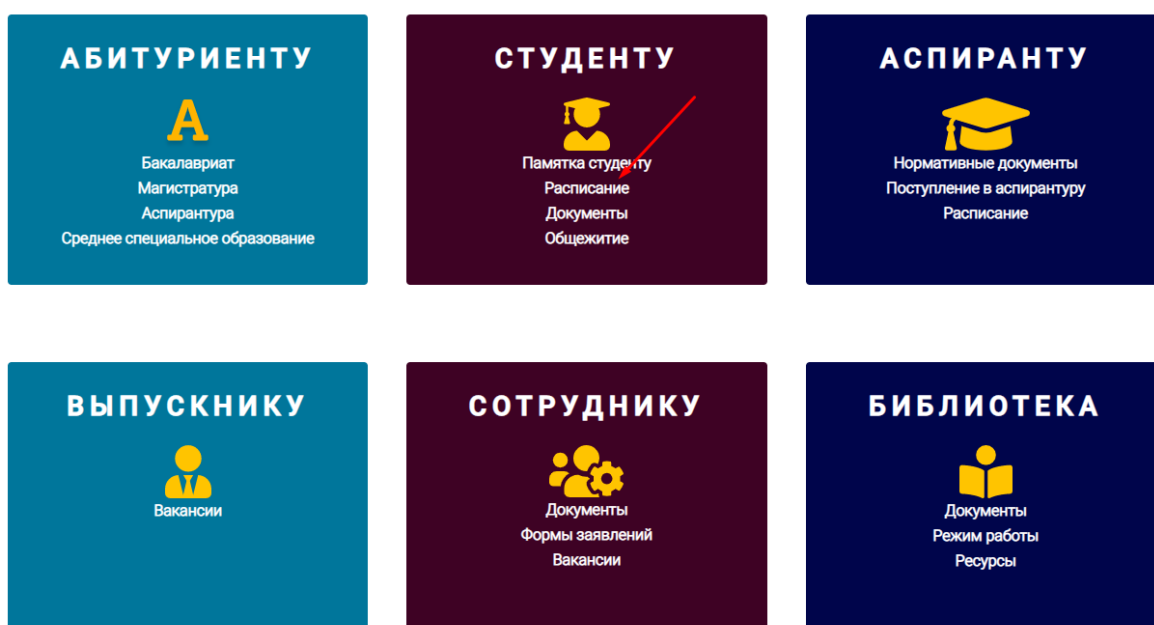 АБИТУРИЕНТУ
A
Бакалавриат
Магистратура
Аспирантура
Среднее специальное образование
СТУДЕНТУ
Памятка студенту
Расписание
Документы
Общежитие
АСПИРАНТУ
Нормативные документы
Поступление в аспирантуру
Расписание
ВЫПУСКНИКУ
Вакансии
СОТРУДНИКУ
Документы
Формы заявлений
Вакансии
БИБЛИОТЕКА
Документы
Режим работы
Ресурсы